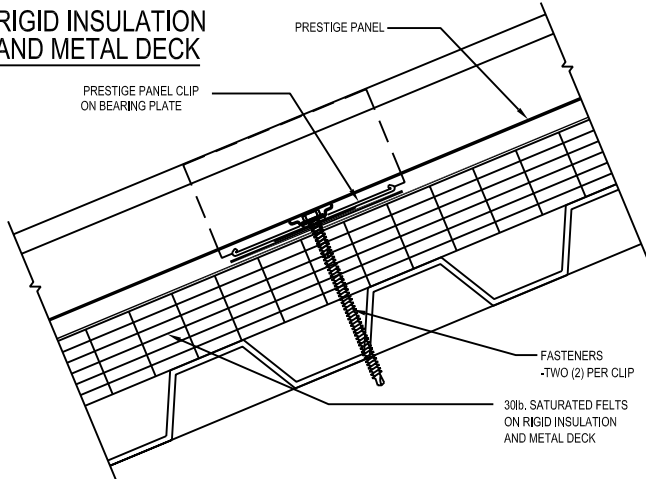 RIGID INSULATION
AND METAL DECK
PRESTIGE PANEL
PRESTIGE PANEL CLIP
ON BEARING PLATE
FASTENERS
-TWO (2) PER CLIP
30lb. SATURATED FELTS
ON RIGID INSULATION
AND METAL DECK